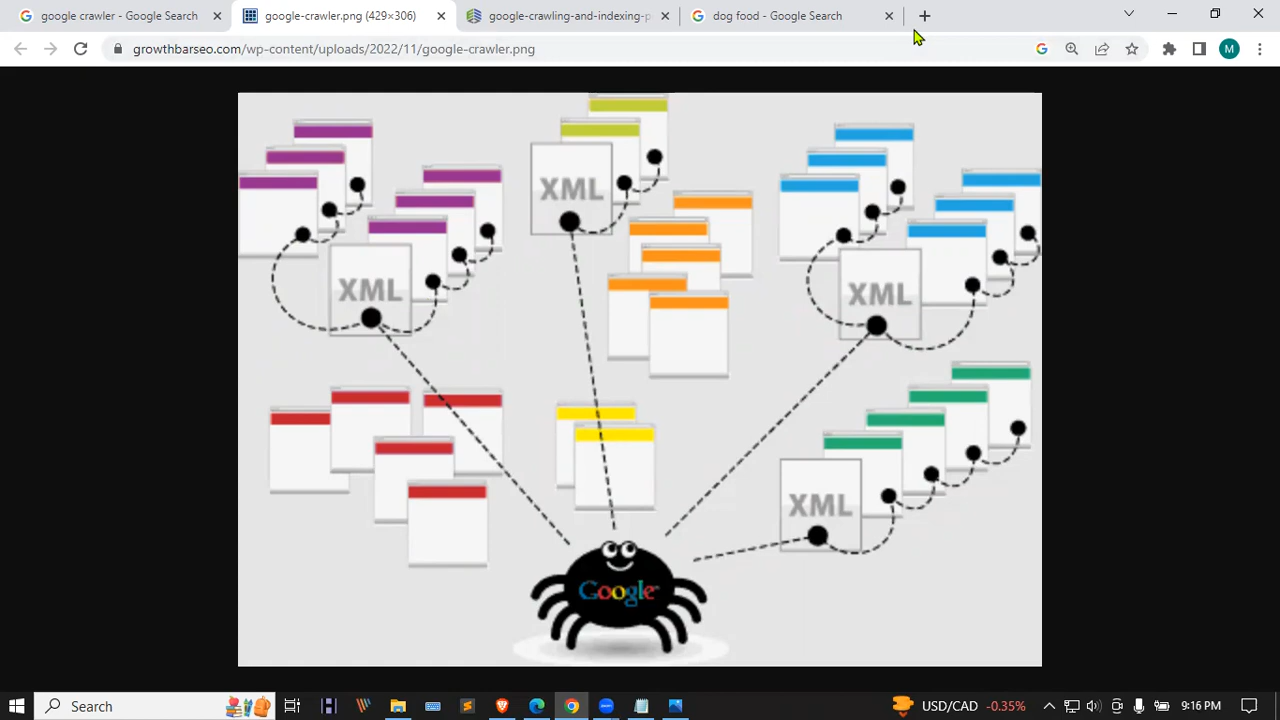 google crawler - Google Search
google-crawler.png (429×306)
google-crawling-and-indexing-p
dog food - Google Search
growthbarseo.com/wp-content/uploads/2022/11/google-crawler.png
M
XML
XML
XML
XML
Google
Search
USD/CAD -0.35%
9:16 PM